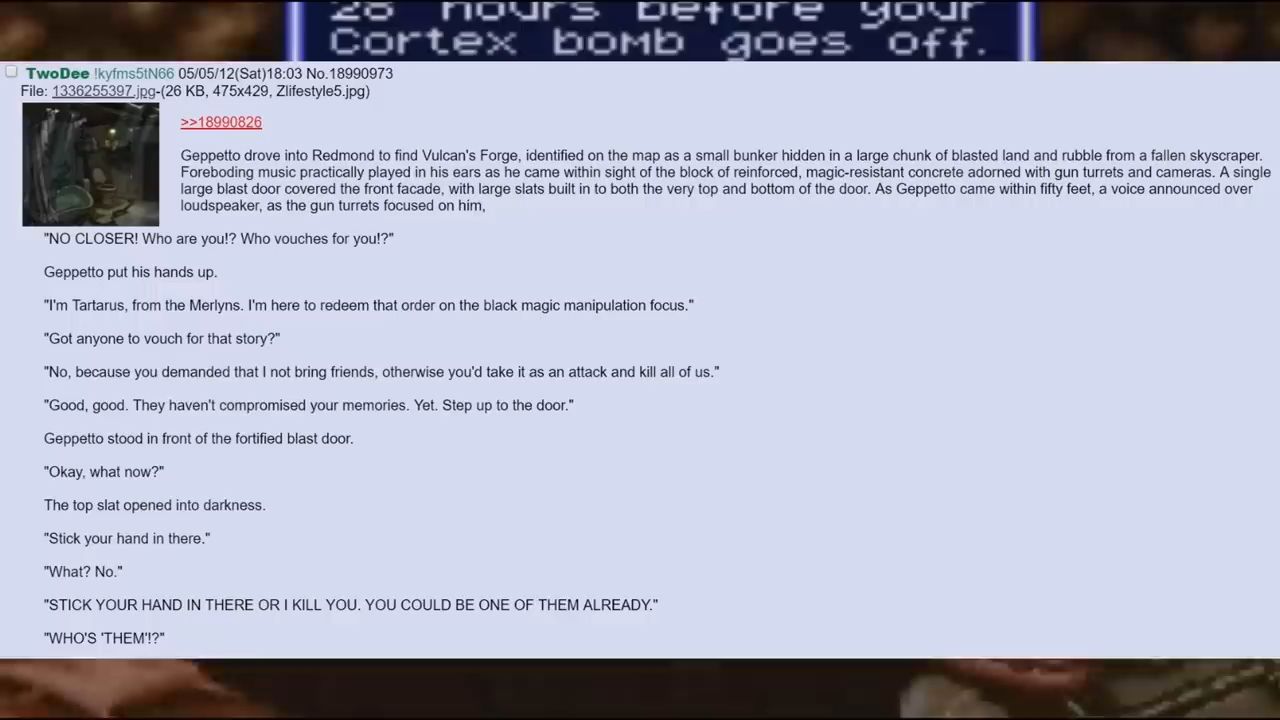 28 hours before your
Cortex bomb goes off.
TwoDee !kyfms5tN66 05/05/12(Sat)18:03 No.18990973
File: 1336255397.jpg-(26 KB, 475x429, Zlifestyle5.jpg)
>>18990826
Geppetto drove into Redmond to find Vulcan's Forge, identified on the map as a small bunker hidden in a large chunk of blasted land and rubble from a fallen skyscraper.
Foreboding music practically played in his ears as he came within sight of the block of reinforced, magic-resistant concrete adorned with gun turrets and cameras. A single
large blast door covered the front facade, with large slats built in to both the very top and bottom of the door. As Geppetto came within fifty feet, a voice announced over
loudspeaker, as the gun turrets focused on him,
"NO CLOSER! Who are you!? Who vouches for you!?"
Geppetto put his hands up.
"I'm Tartarus, from the Merlyns. I'm here to redeem that order on the black magic manipulation focus."
"Got anyone to vouch for that story?"
"No, because you demanded that I not bring friends, otherwise you'd take it as an attack and kill all of us."
"Good, good. They haven't compromised your memories. Yet. Step up to the door."
Geppetto stood in front of the fortified blast door.
"Okay, what now?"
The top slat opened into darkness.
"Stick your hand in there."
"What? No."
"STICK YOUR HAND IN THERE OR I KILL YOU. YOU COULD BE ONE OF THEM ALREADY."
"WHO'S 'THEM'!?"